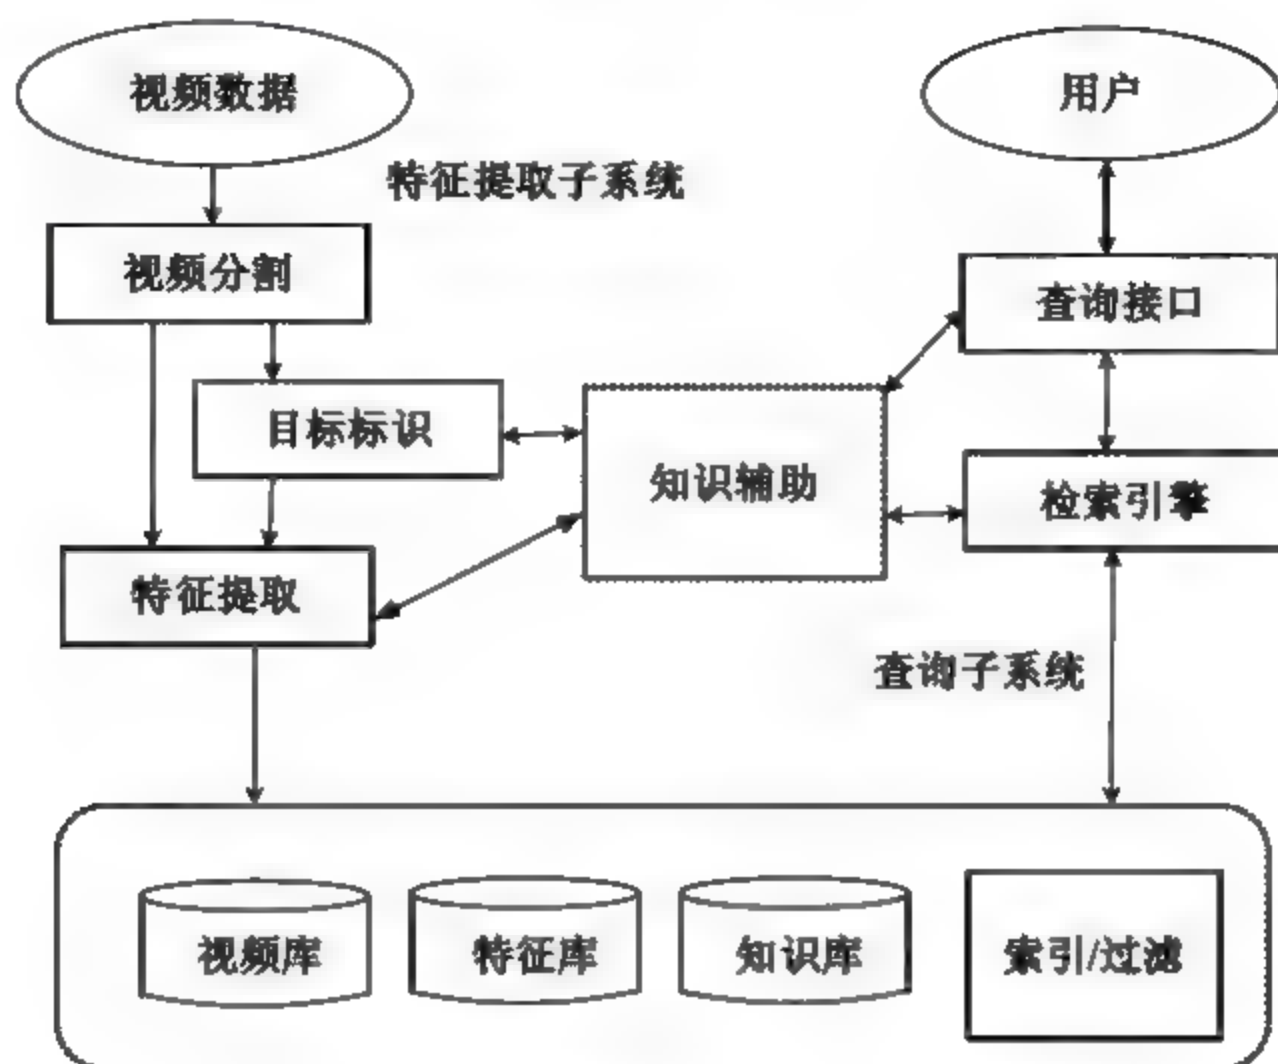 视频数据
用户
特征提取子系统
视频分割
查询接口
目标标识
知识辅助
检索引擎
特征提取
查询子系统
视频库
特征库
知识库
索引/过滤